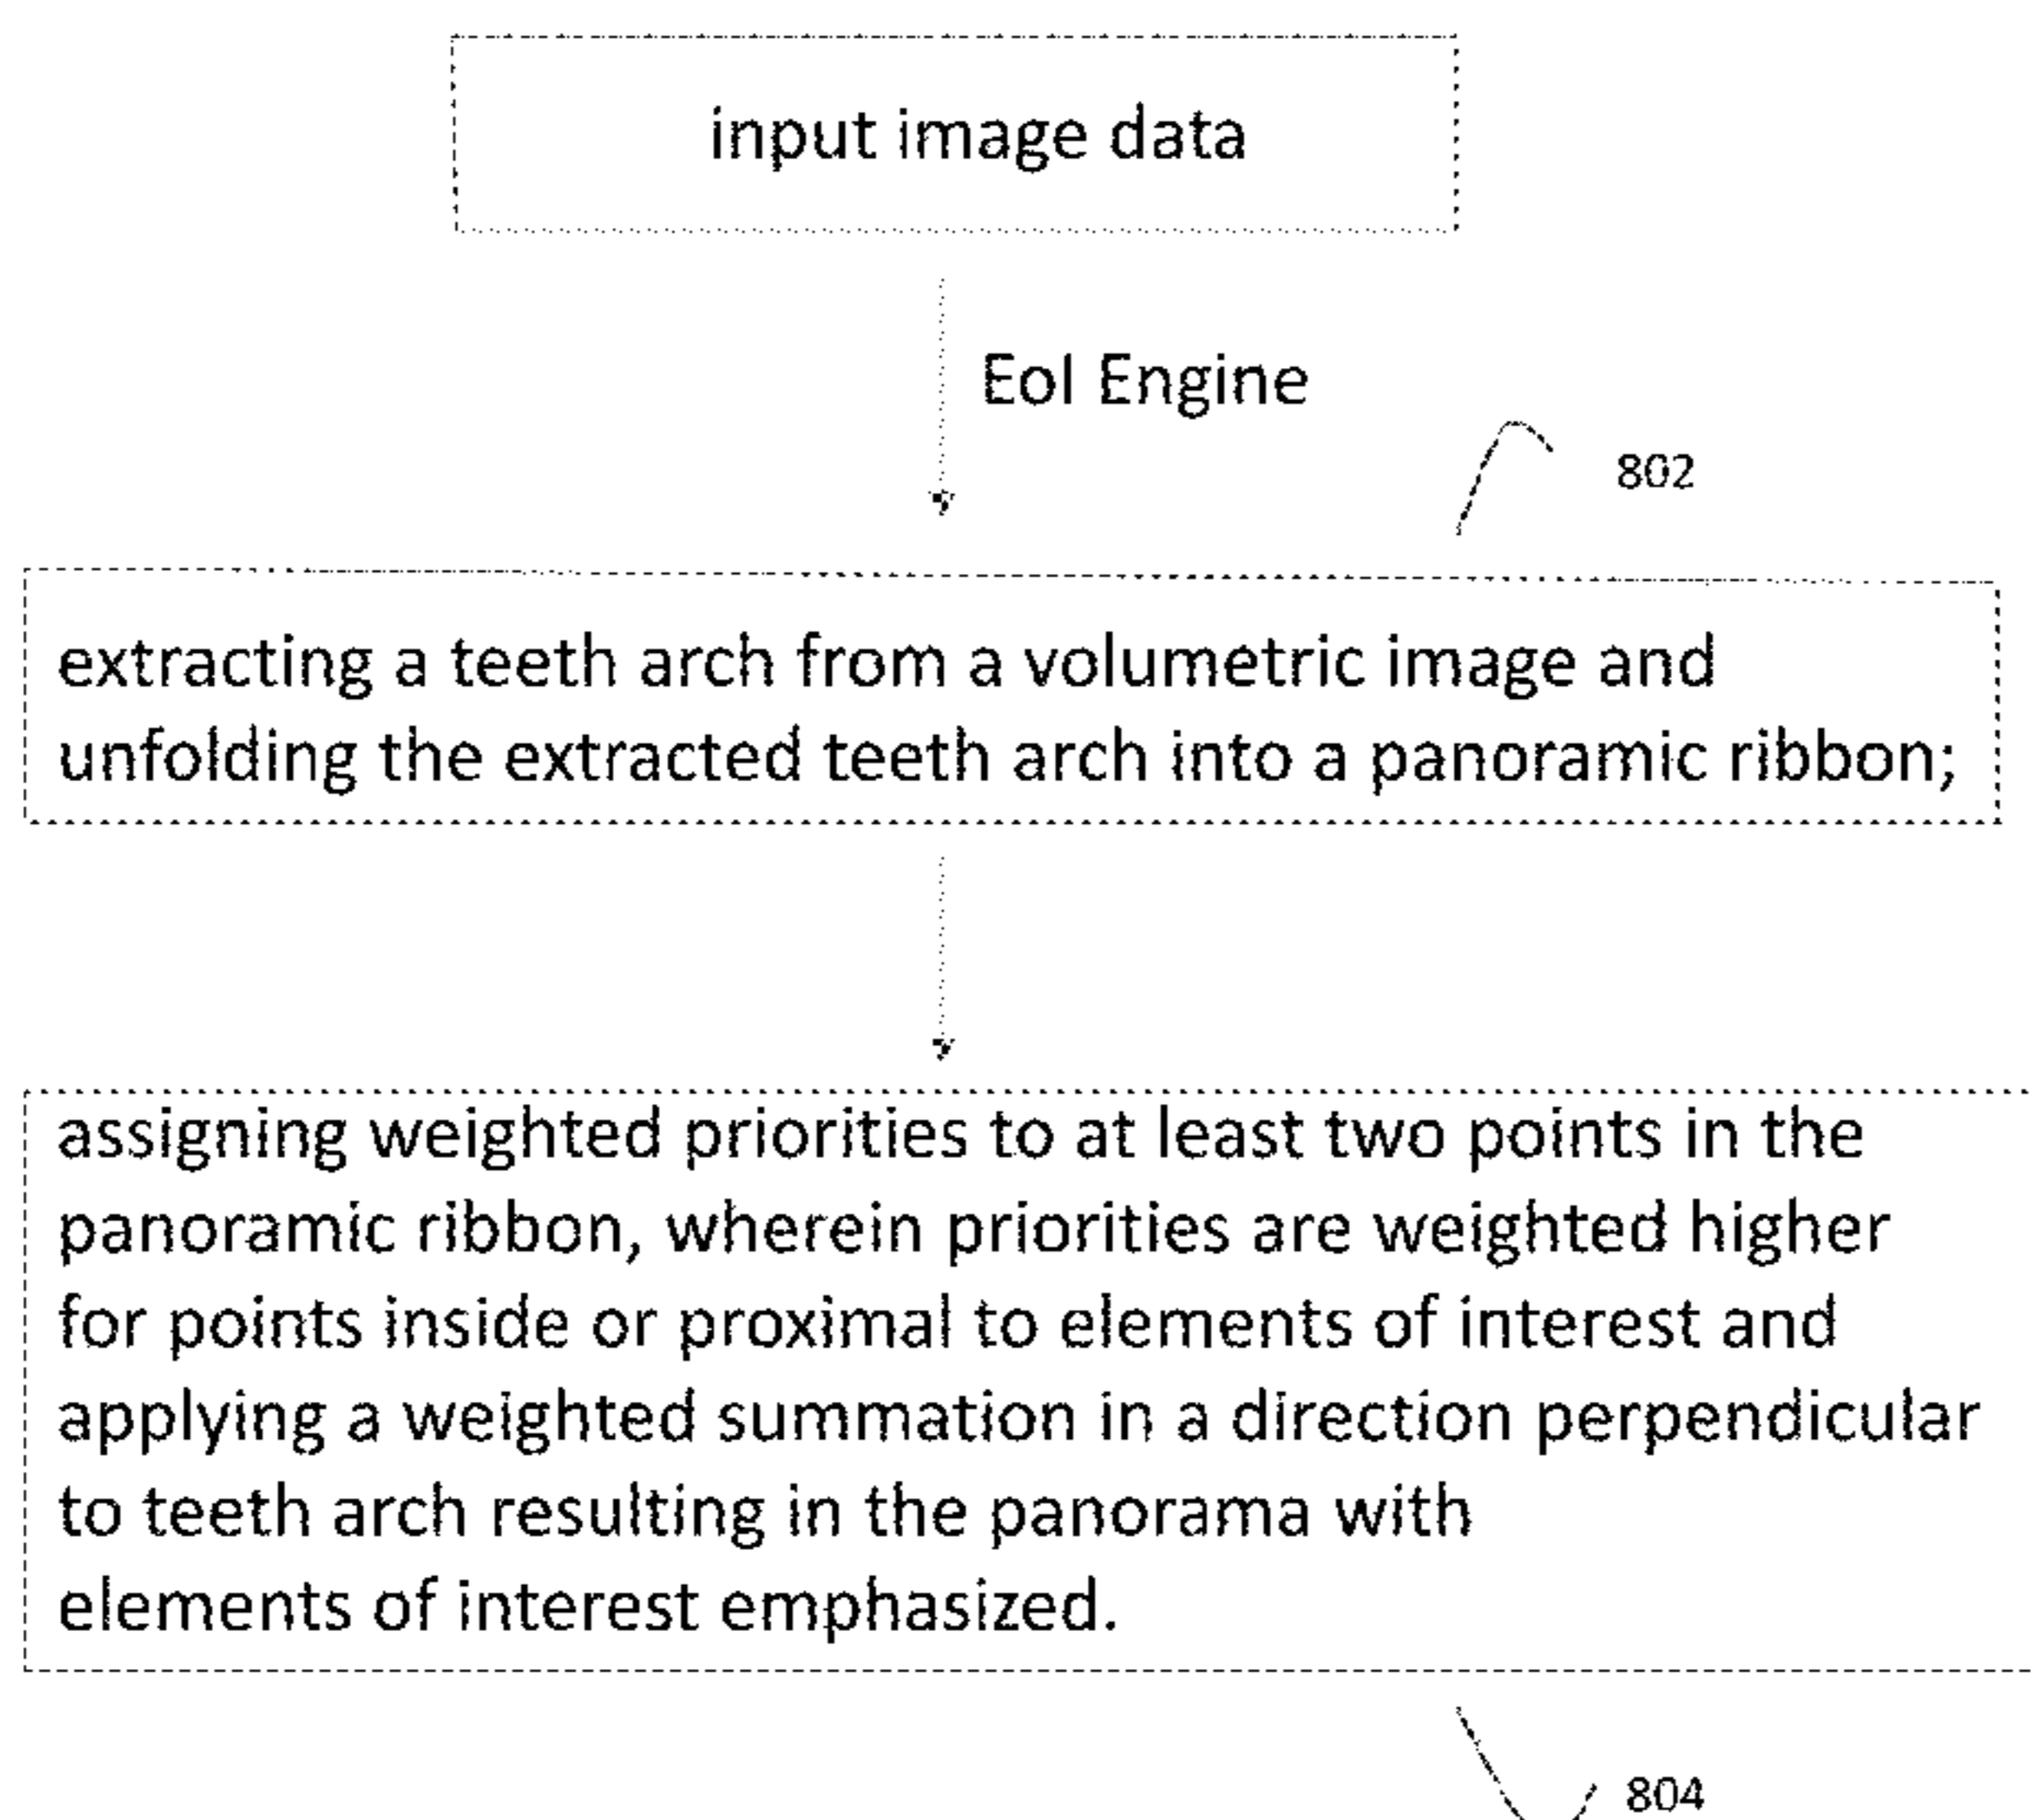 input image data
EoI Engine
802
extracting a teeth arch from a volumetric image and
unfolding the extracted teeth arch into a panoramic ribbon;
assigning weighted priorities to at least two points in the
panoramic ribbon, wherein priorities are weighted higher
for points inside or proximal to elements of interest and
applying a weighted summation in a direction perpendicular
to teeth arch resulting in the panorama with
elements of interest emphasized.
804